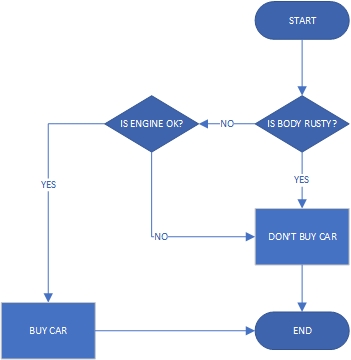 START
IS ENGINE OK?
NO
IS BODY RUSTY?
YES
YES
NO
DON'T BUY CAR
BUY CAR
END